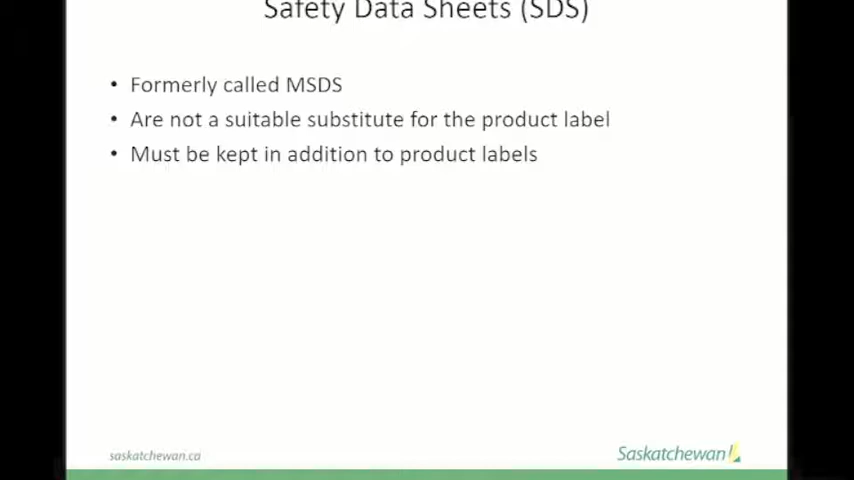 Safety Data Sheets (SDS)
• Formerly called MSDS
• Are not a suitable substitute for the product label
• Must be kept in addition to product labels
saskatchewan.ca
Saskatchewan